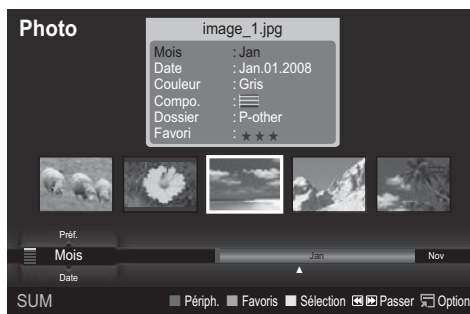 Photo
image_1.jpg
Mois : Jan
Date : Jan.01.2008
Couleur : Gris
Compo. :
Dossier : P-other
Favori : ★ ★ ★
Préf.
Mois
Jan
Nov
Date
SUM
Périph. Favoris Sélection Passer Option